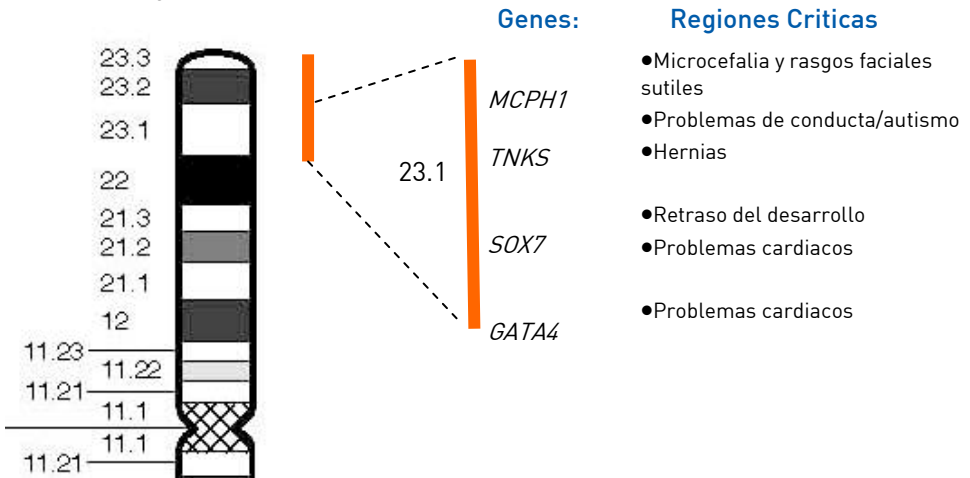 Genes:
Regiones Criticas
23.3
23.2
23.1
22
21.3
21.2
21.1
12
11.23
11.22
11.21
11.1
11.1
11.21
23.1
MCPH1
TNKS
SOX7
GATA4
●Microcefalia y rasgos faciales
sutiles
●Problemas de conducta/autismo
●Hernias
●Retraso del desarrollo
●Problemas cardiacos
●Problemas cardiacos